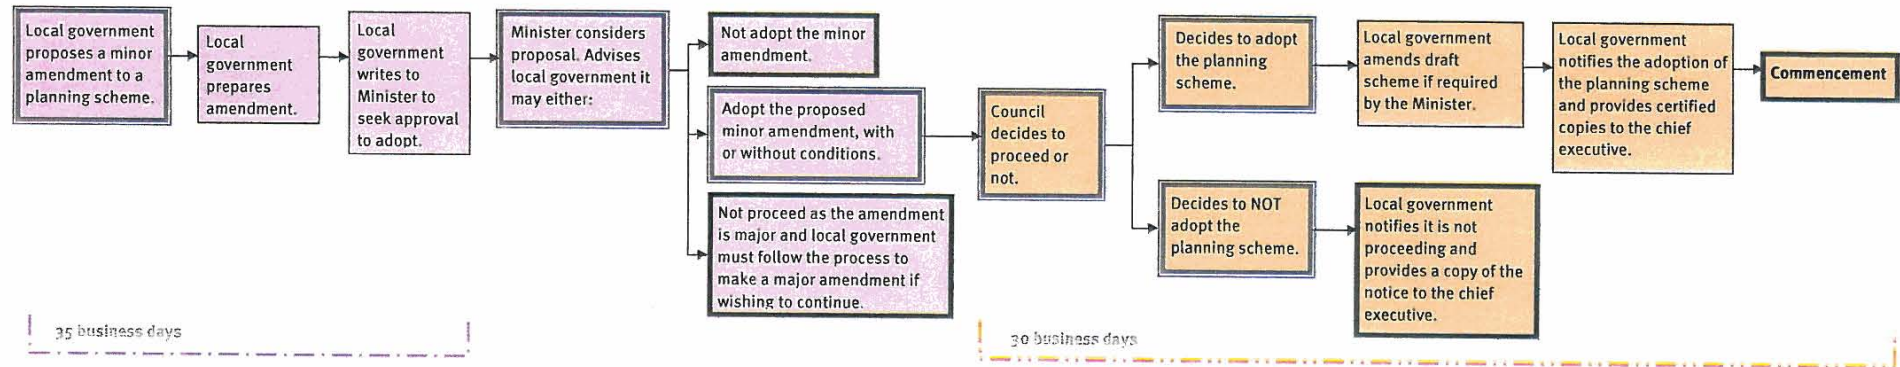 Local government
proposes a minor
amendment to a
planning scheme.
Local
government
prepares
amendment.
Local
government
writes to
Minister to
seek approval
to adopt.
Minister considers
proposal. Advises
local government it
may either:
Not adopt the minor
amendment.
Adopt the proposed
minor amendment, with
or without conditions.
Not proceed as the amendment
is major and local government
must follow the process to
make a major amendment if
wishing to continue.
Council
decides to
proceed or
not.
Decides to adopt
the planning
scheme.
Local government
amends draft
scheme if required
by the Minister.
Local government
notifies the adoption of
the planning scheme
and provides certified
copies to the chief
executive.
Commencement
Decides to NOT
adopt the
planning scheme.
Local government
notifies it is not
proceeding and
provides a copy of the
notice to the chief
executive.
35 business days
30 business days